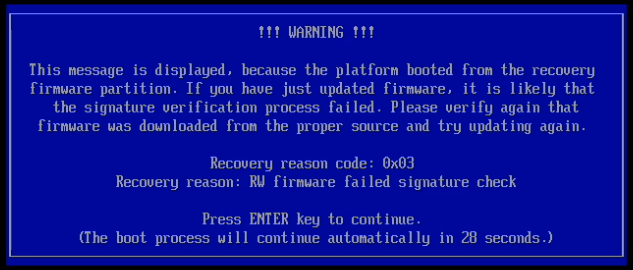 !!! WARNING !!!
This message is displayed, because the platform booted from the recovery
firmware partition. If you have just updated firmware, it is likely that
the signature verification process failed. Please verify again that
firmware was downloaded from the proper source and try updating again.
Recovery reason code: 0x03
Recovery reason: RW firmware failed signature check
Press ENTER key to continue.
(The boot process will continue automatically in 28 seconds.)